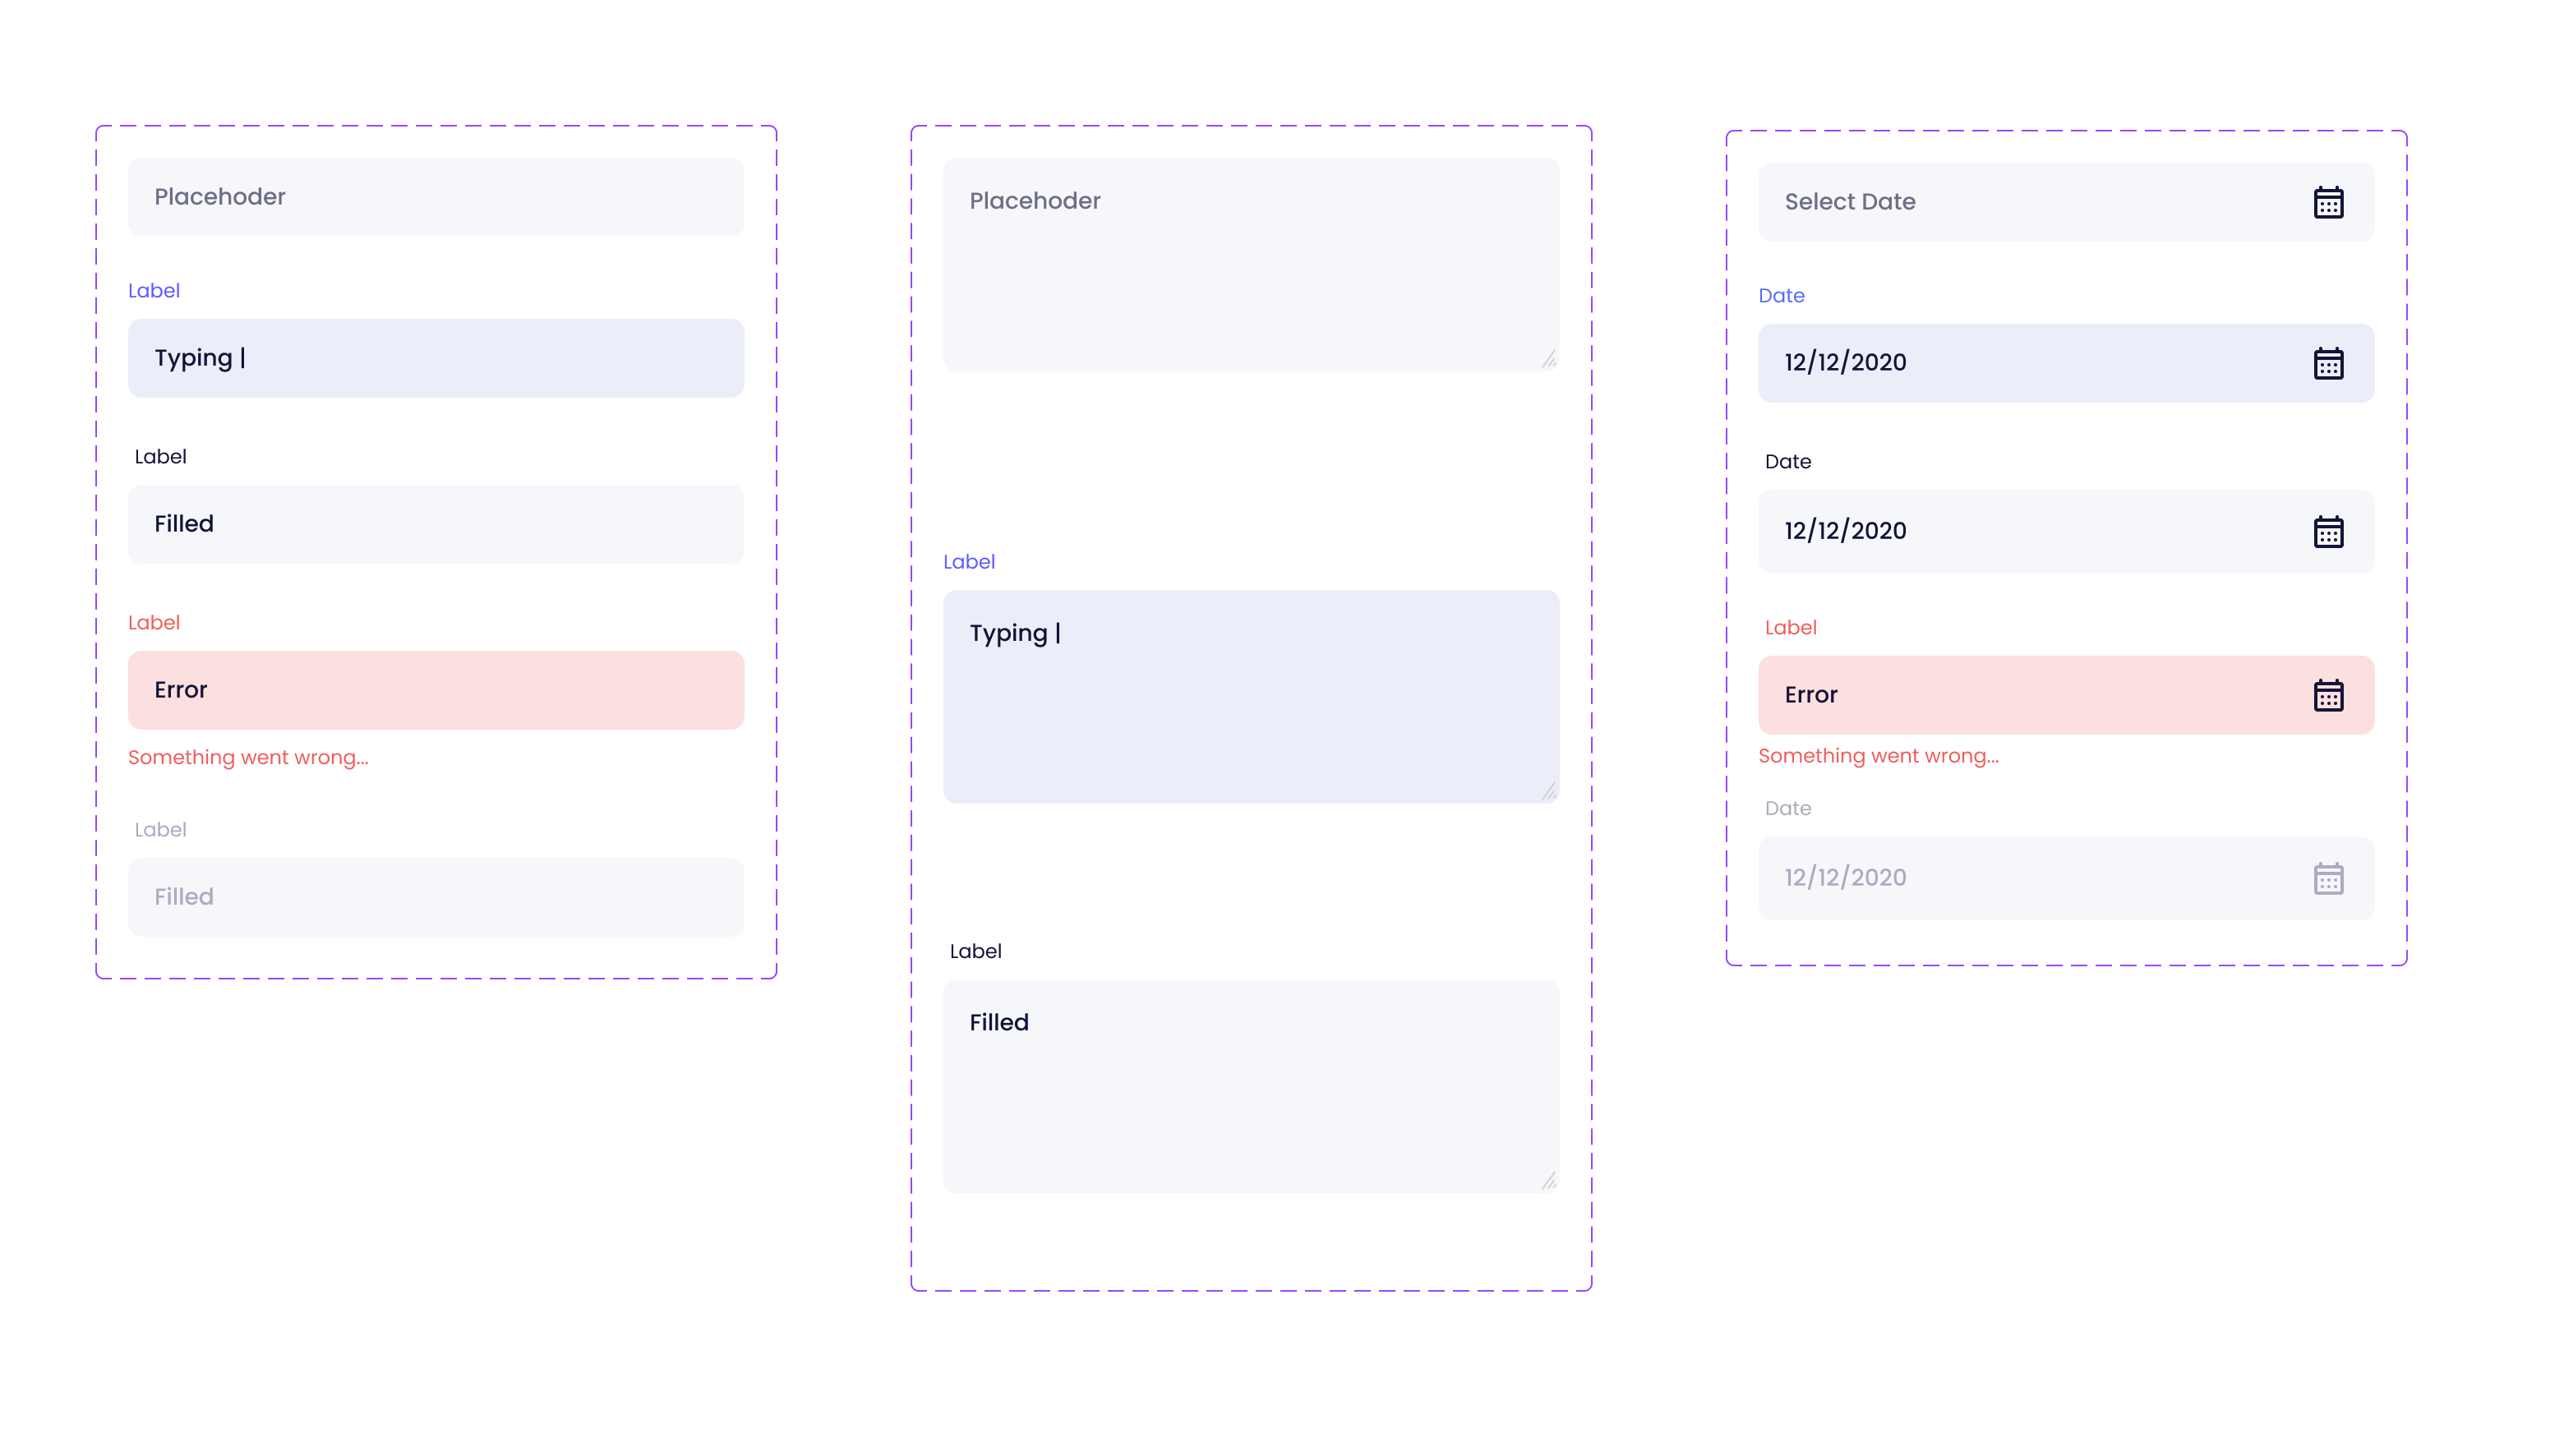 Placehoder
Label
Typing |
Label
Filled
Label
Error
Something went wrong...
Label
Filled
Placehoder
Label
Typing |
Label
Filled
Select Date
Date
12/12/2020
Date
12/12/2020
Label
Error
Something went wrong...
Date
12/12/2020